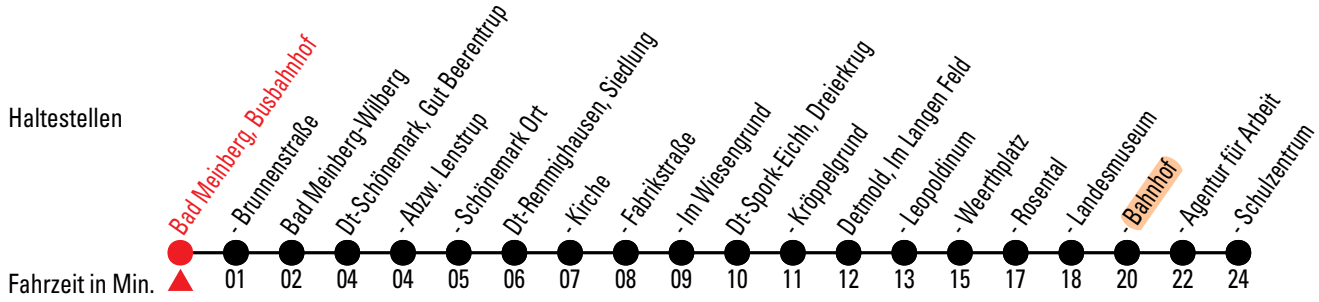 Haltestellen
Bad Meinberg, Busbahnhof
- Brunnenstraße
Bad Meinberg-Wilberg
Dt-Schönemark, Gut Beerentrup
- Abzw. Lenstrup
- Schönemark Ort
Dt-Remmighausen, Siedlung
- Kirche
- Fabrikstraße
- Im Wiesengrund
Dt-Spork-Eichh, Dreierkrug
- Kröppelgrund
Detmold, Im Langen Feld
- Leopoldinum
- Weerthplatz
- Rosental
- Landesmuseum
- Bahnhof
- Agentur für Arbeit
- Schulzentrum
Fahrzeit in Min. 01 02 04 04 05 06 07 08 09 10 11 12 13 15 17 18 20 22 24